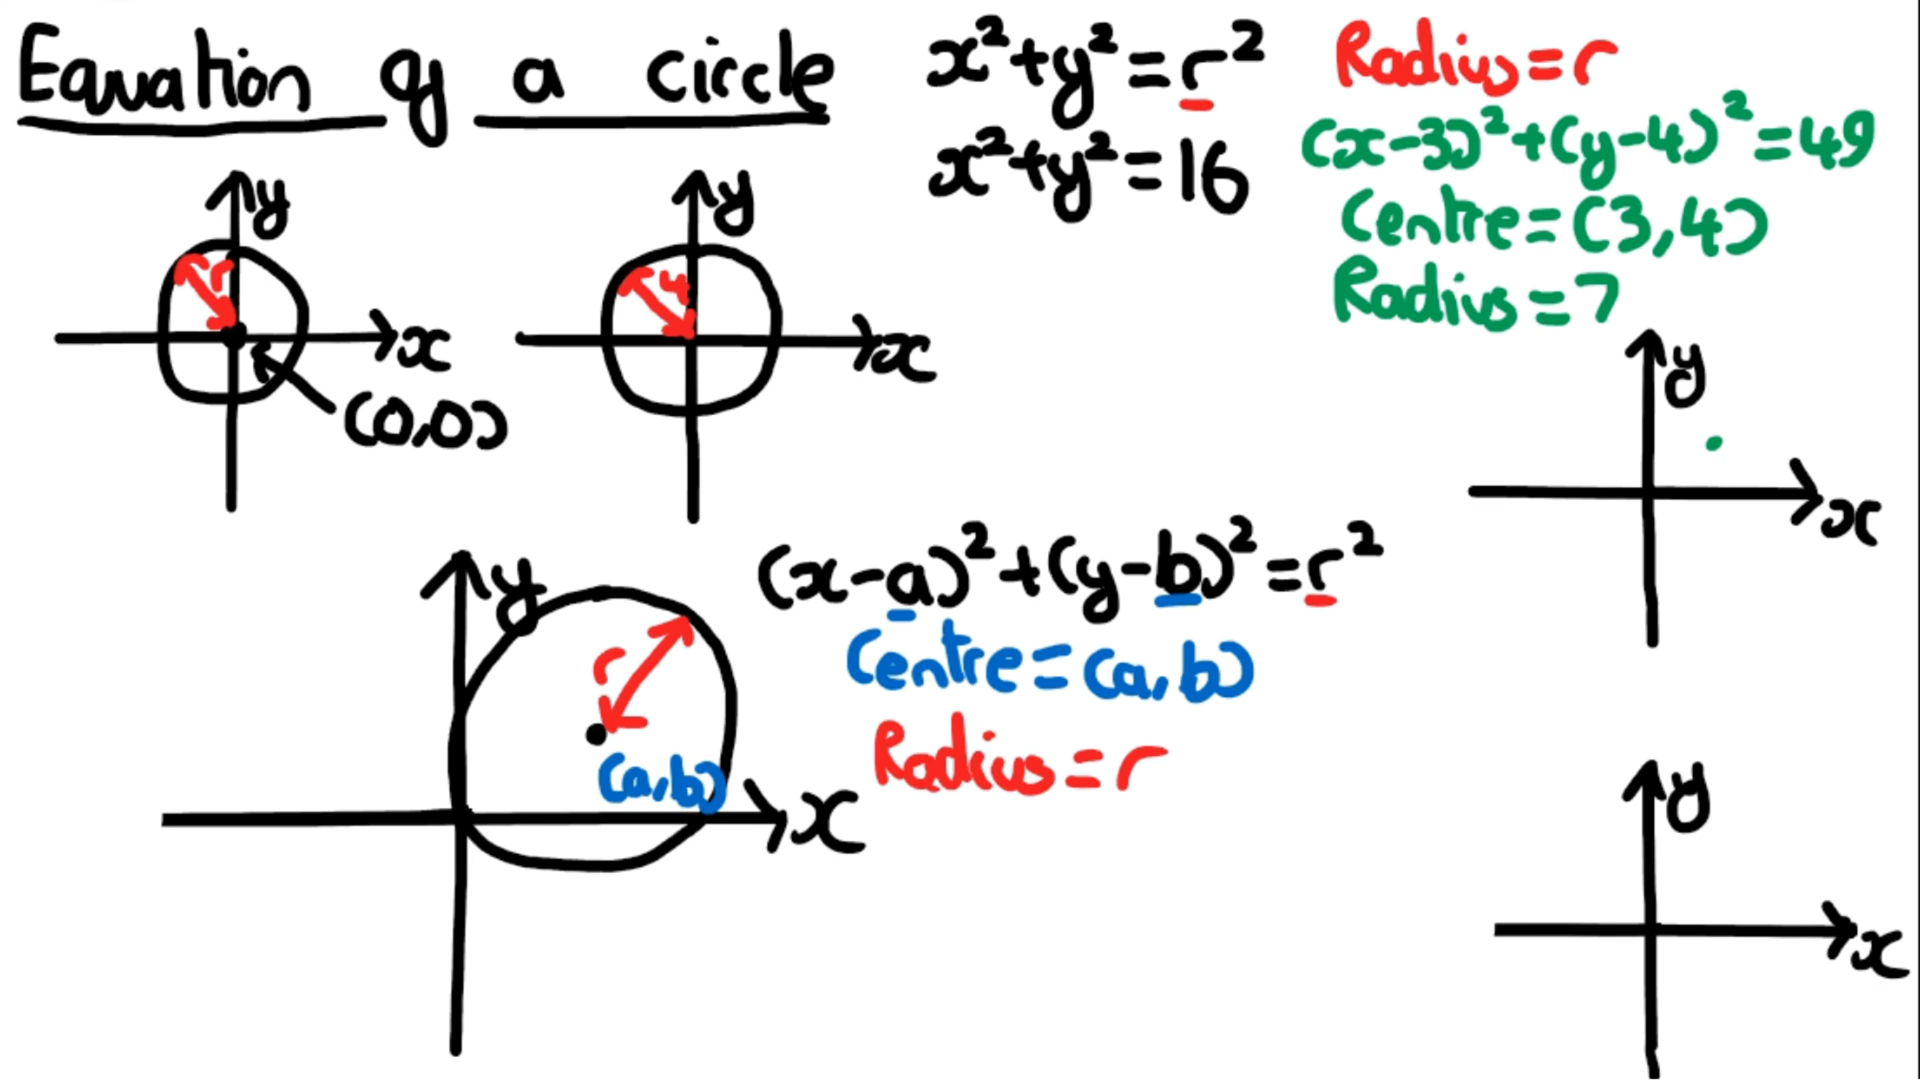 Equation of a circle
x²+y²=r²
Radius=r
x²+y²=16
(x-3)²+(y-4)²=49
Centre=(3,4)
Radius=7
y
r
x
(0,0)
y
4
x
y
x
y
r
(a,b)
x
(x-a)²+(y-b)²=r²
Centre=(a,b)
Radius=r
y
x